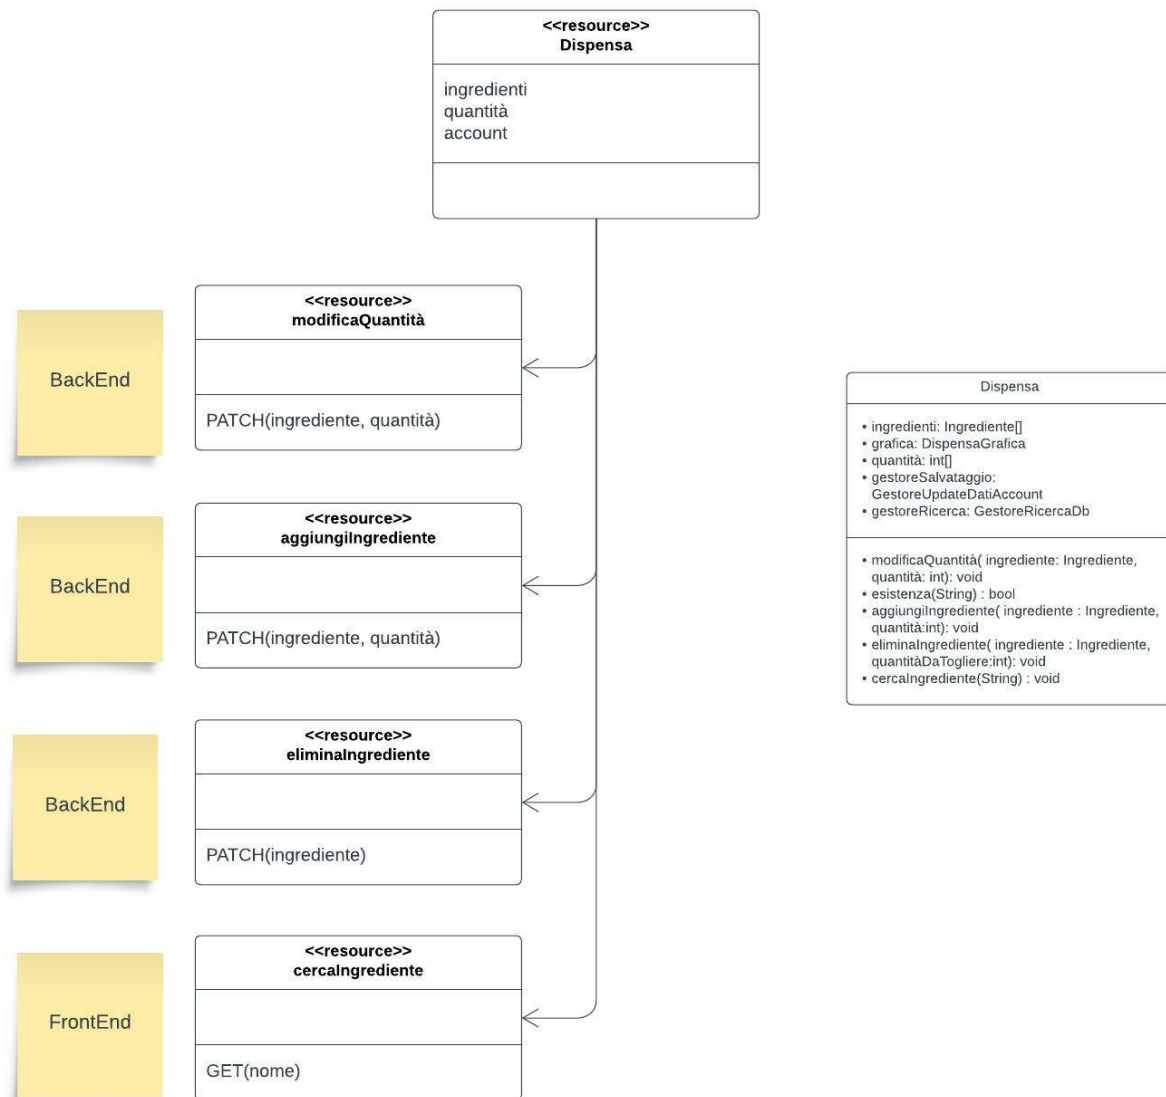 <<resource>>
Dispensa
ingredienti
quantità
account
<<resource>>
modificaQuantità
BackEnd
PATCH(ingrediente, quantità)
Dispensa
• ingredienti: Ingrediente[]
• grafica: DispensaGrafica
• quantità: int[]
• gestoreSalvataggio:
GestoreUpdateDatiAccount
• gestoreRicerca: GestoreRicercaDb
• modificaQuantità( ingrediente: Ingrediente,
quantità: int): void
• esistenza(String) : bool
• aggiungiIngrediente( ingrediente : Ingrediente,
quantità:int): void
• eliminaIngrediente( ingrediente : Ingrediente,
quantitàDaTogliere:int): void
• cercaIngrediente(String) : void
<<resource>>
aggiungiIngrediente
BackEnd
PATCH(ingrediente, quantità)
<<resource>>
eliminaIngrediente
BackEnd
PATCH(ingrediente)
<<resource>>
cercaIngrediente
FrontEnd
GET(nome)